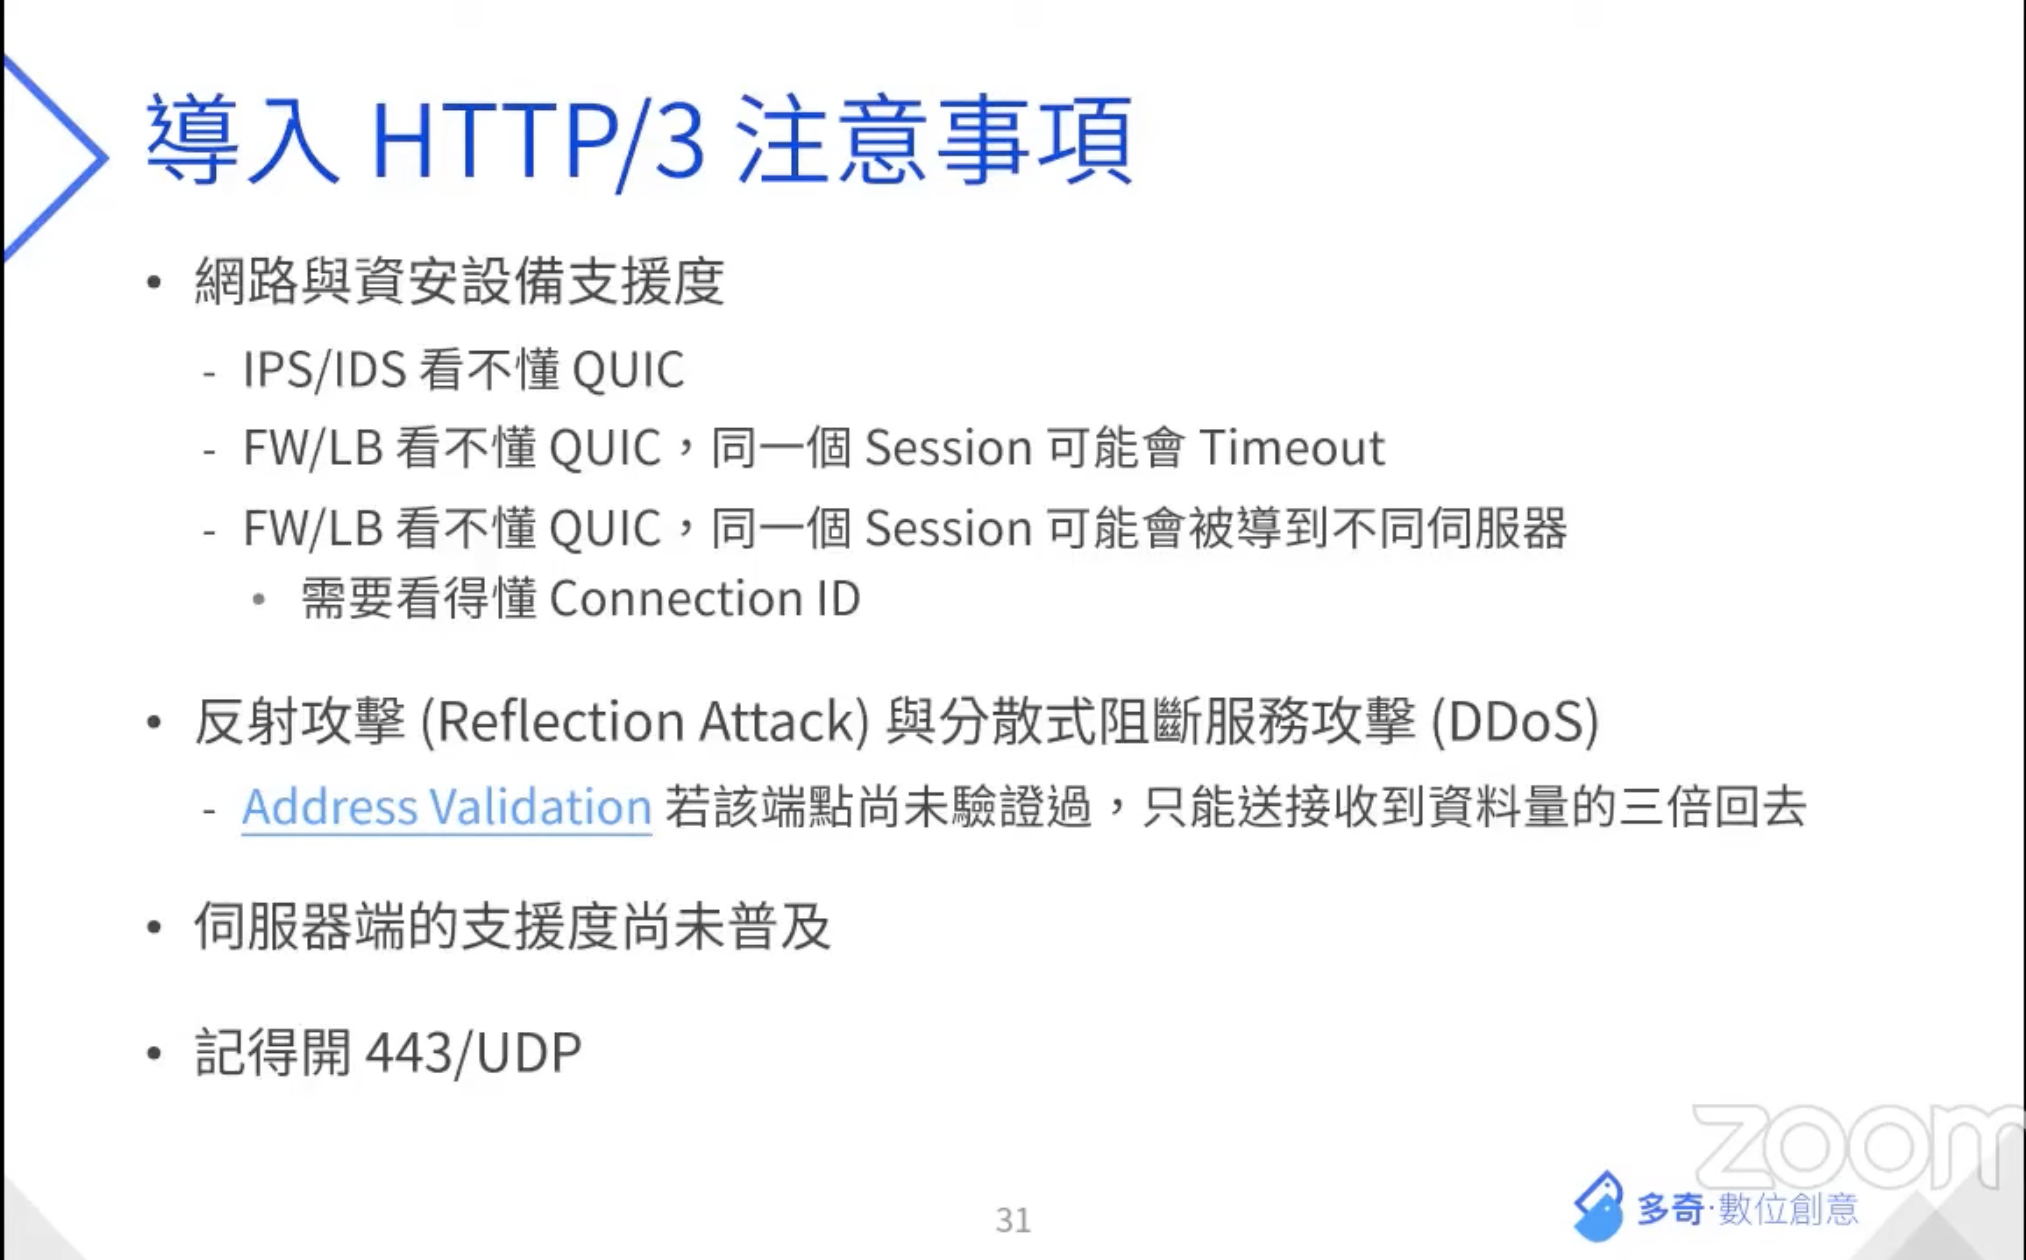 導入 HTTP/3 注意事項
• 網路與資安設備支援度
- IPS/IDS 看不懂 QUIC
- FW/LB 看不懂 QUIC，同一個 Session 可能會 Timeout
- FW/LB 看不懂 QUIC，同一個 Session 可能會被導到不同伺服器
• 需要看得懂 Connection ID
• 反射攻擊 (Reflection Attack) 與分散式阻斷服務攻擊 (DDoS)
- Address Validation 若該端點尚未驗證過，只能送接收到資料量的三倍回去
• 伺服器端的支援度尚未普及
• 記得開 443/UDP
zoom
多奇·數位創意
31